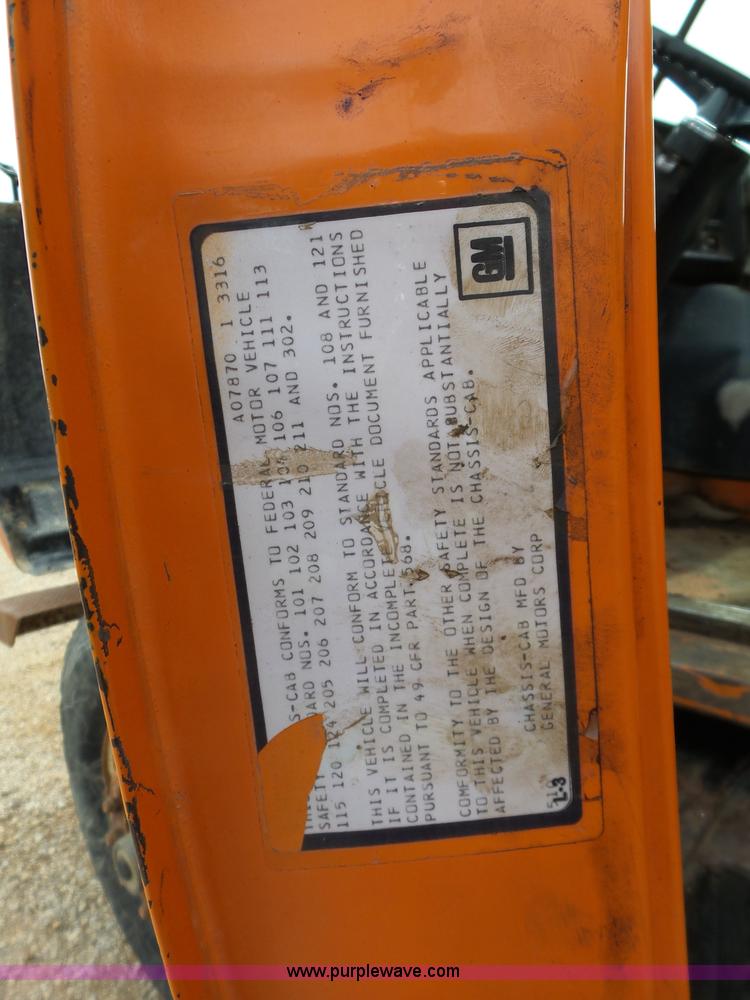 A07870 1 3316
S-CAB CONFORMS TO FEDERAL MOTOR VEHICLE
SAFETY ARD NOS. 101 102 103 104 106 107 111 113
115 120 124 205 206 207 208 209 210 211 AND 302.
THIS VEHICLE WILL CONFORM TO STANDARD NOS. 108 AND 121
IF IT IS COMPLETED IN ACCORDANCE WITH THE INSTRUCTIONS
CONTAINED IN THE INCOMPLETE VEHICLE DOCUMENT FURNISHED
PURSUANT TO 49 CFR PART 568.
COMFORMITY TO THE OTHER SAFETY STANDARDS APPLICABLE
TO THIS VEHICLE WHEN COMPLETE IS NOT SUBSTANTIALLY
AFFECTED BY THE DESIGN OF THE CHASSIS-CAB.
CHASSIS-CAB MFD BY
GENERAL MOTORS CORP
GM
L-3
www.purplewave.com